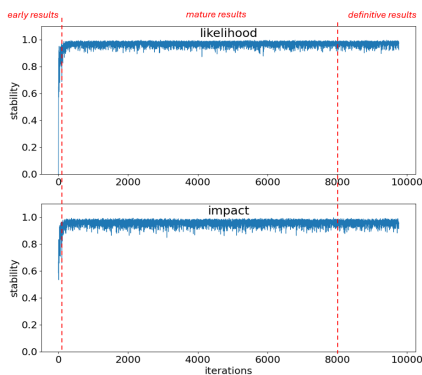 early results mature results definitive results
likelihood
1.0
0.8
0.6
0.4
0.2
0.0
stability
0 2000 4000 6000 8000 10000
impact
1.0
0.8
0.6
0.4
0.2
0.0
stability
0 2000 4000 6000 8000 10000
iterations